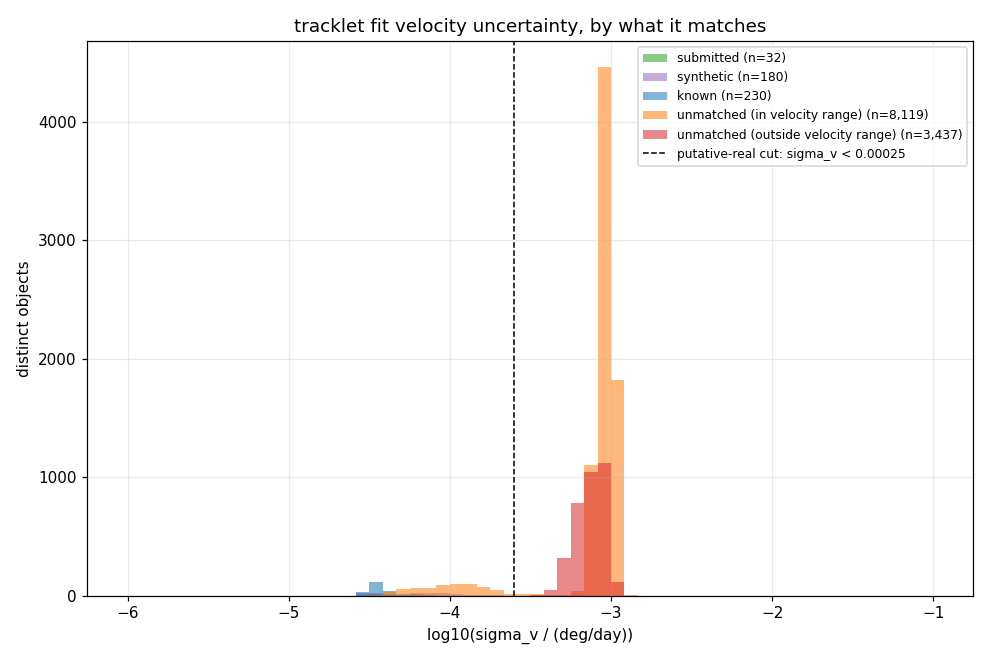 tracklet fit velocity uncertainty, by what it matches
submitted (n=32)
synthetic (n=180)
known (n=230)
unmatched (in velocity range) (n=8,119)
unmatched (outside velocity range) (n=3,437)
putative-real cut: sigma_v < 0.00025
distinct objects
4000
3000
2000
1000
0
−6 −5 −4 −3 −2 −1
log10(sigma_v / (deg/day))